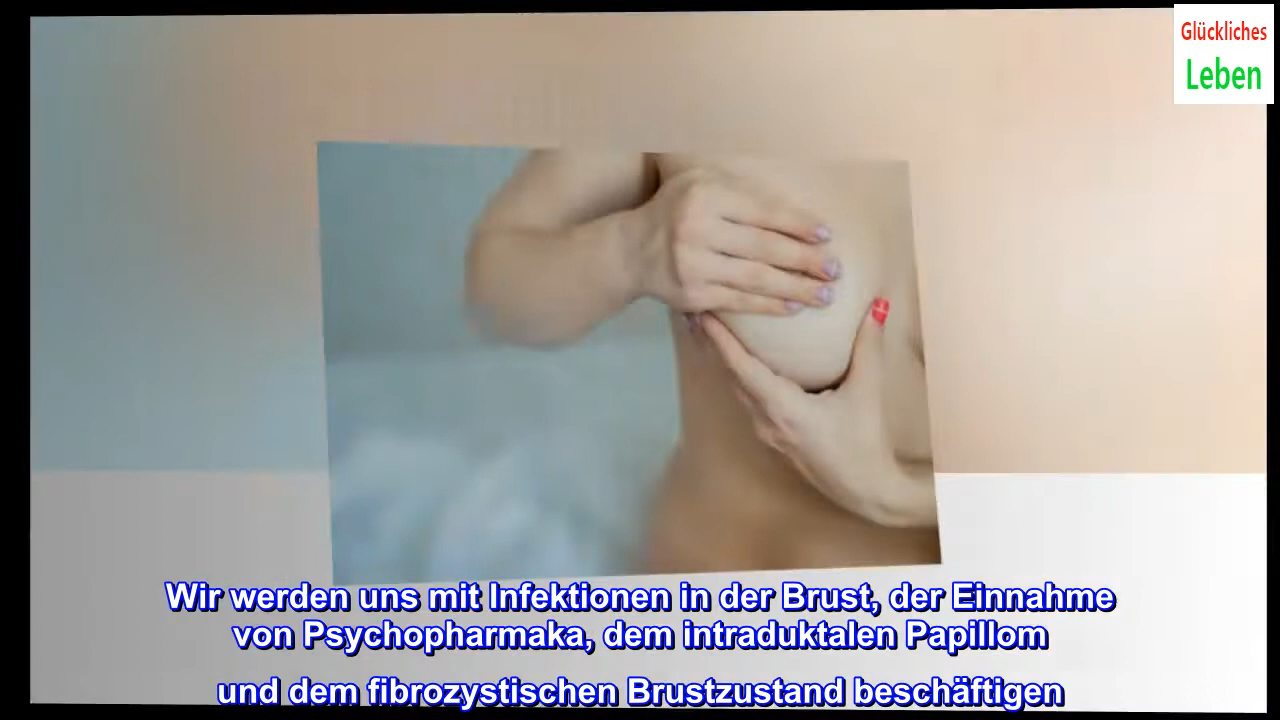 Glückliches
Leben
Wir werden uns mit Infektionen in der Brust, der Einnahme
von Psychopharmaka, dem intraduktalen Papillom
und dem fibrozystischen Brustzustand beschäftigen